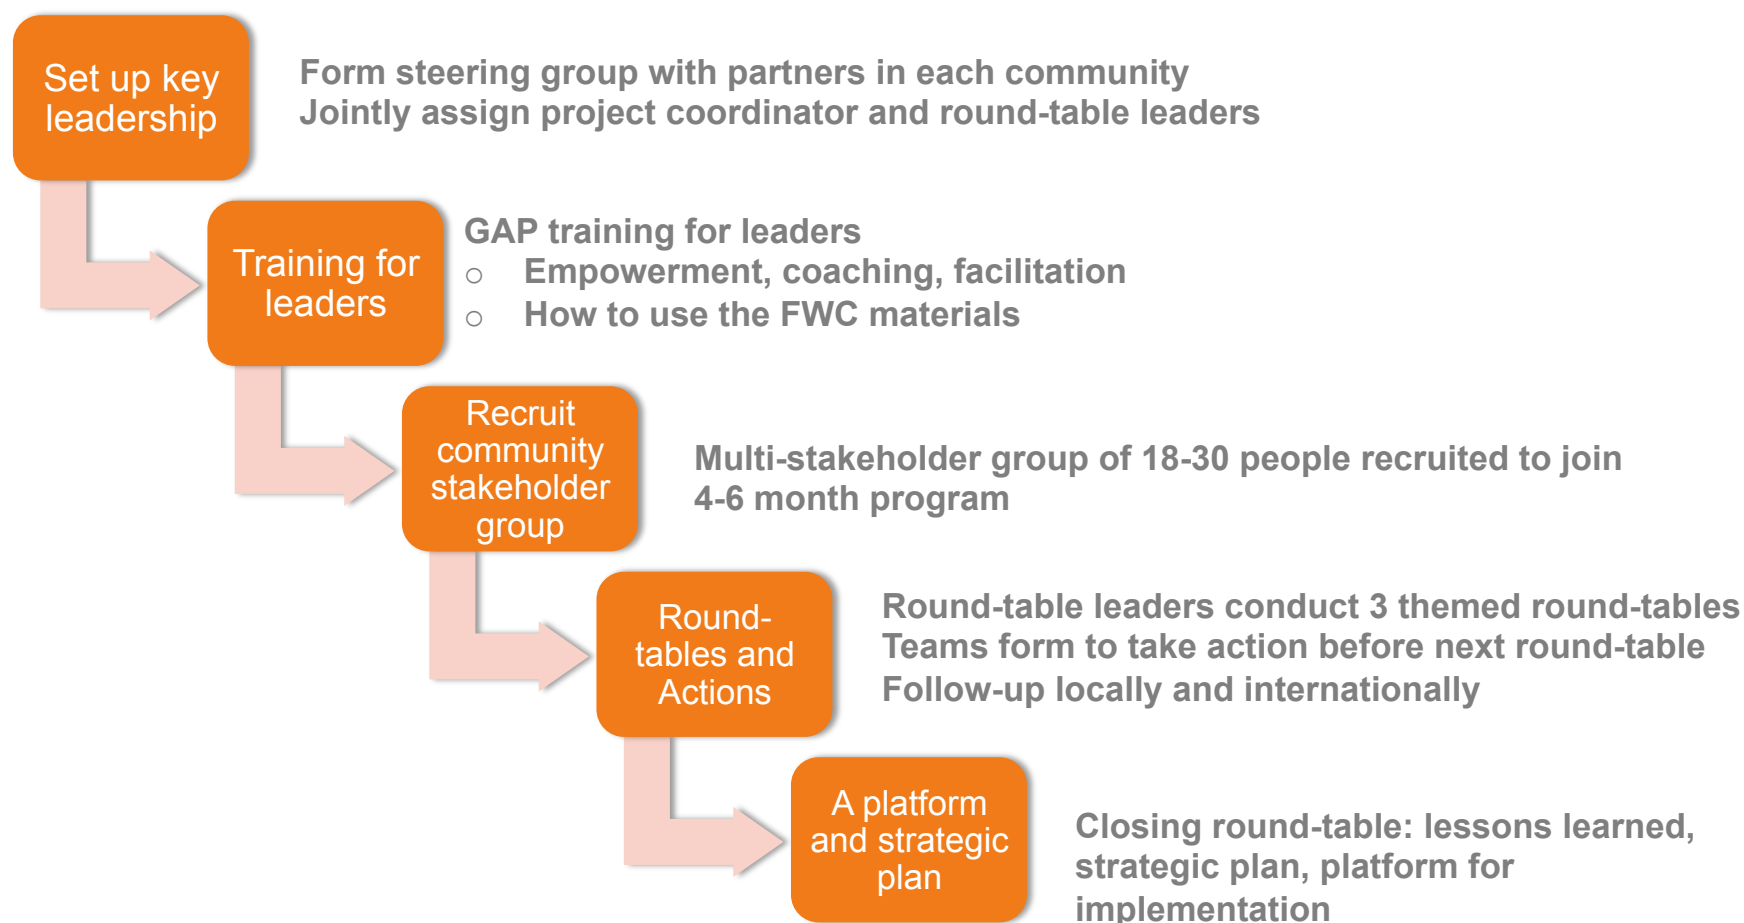 Set up key
leadership
Form steering group with partners in each community
Jointly assign project coordinator and round-table leaders
Training for
leaders
GAP training for leaders
○ Empowerment, coaching, facilitation
○ How to use the FWC materials
Recruit
community
stakeholder
group
Multi-stakeholder group of 18-30 people recruited to join
4-6 month program
Round-
tables and
Actions
Round-table leaders conduct 3 themed round-tables
Teams form to take action before next round-table
Follow-up locally and internationally
A platform
and strategic
plan
Closing round-table: lessons learned,
strategic plan, platform for
implementation